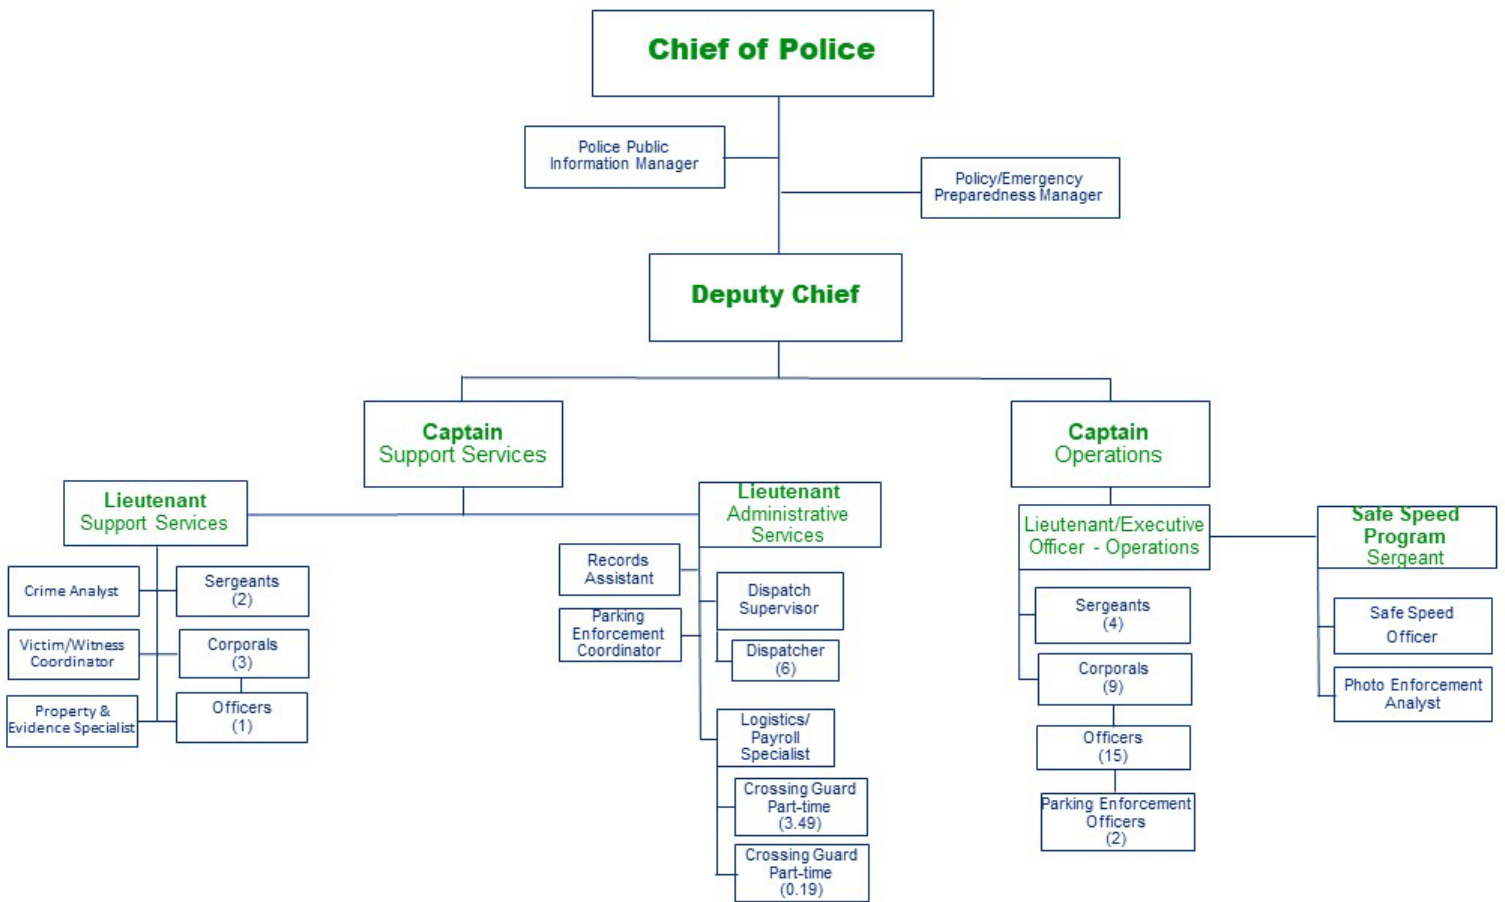 Chief of Police
Police Public
Information Manager
Policy/Emergency
Preparedness Manager
Deputy Chief
Captain
Support Services
Captain
Operations
Lieutenant
Support Services
Lieutenant
Administrative
Services
Lieutenant/Executive
Officer - Operations
Safe Speed
Program
Sergeant
Crime Analyst
Sergeants
(2)
Victim/Witness
Coordinator
Corporals
(3)
Property &
Evidence Specialist
Officers
(1)
Records
Assistant
Parking
Enforcement
Coordinator
Dispatch
Supervisor
Dispatcher
(6)
Logistics/
Payroll
Specialist
Crossing Guard
Part-time
(3.49)
Crossing Guard
Part-time
(0.19)
Sergeants
(4)
Corporals
(9)
Officers
(15)
Parking Enforcement
Officers
(2)
Safe Speed
Officer
Photo Enforcement
Analyst